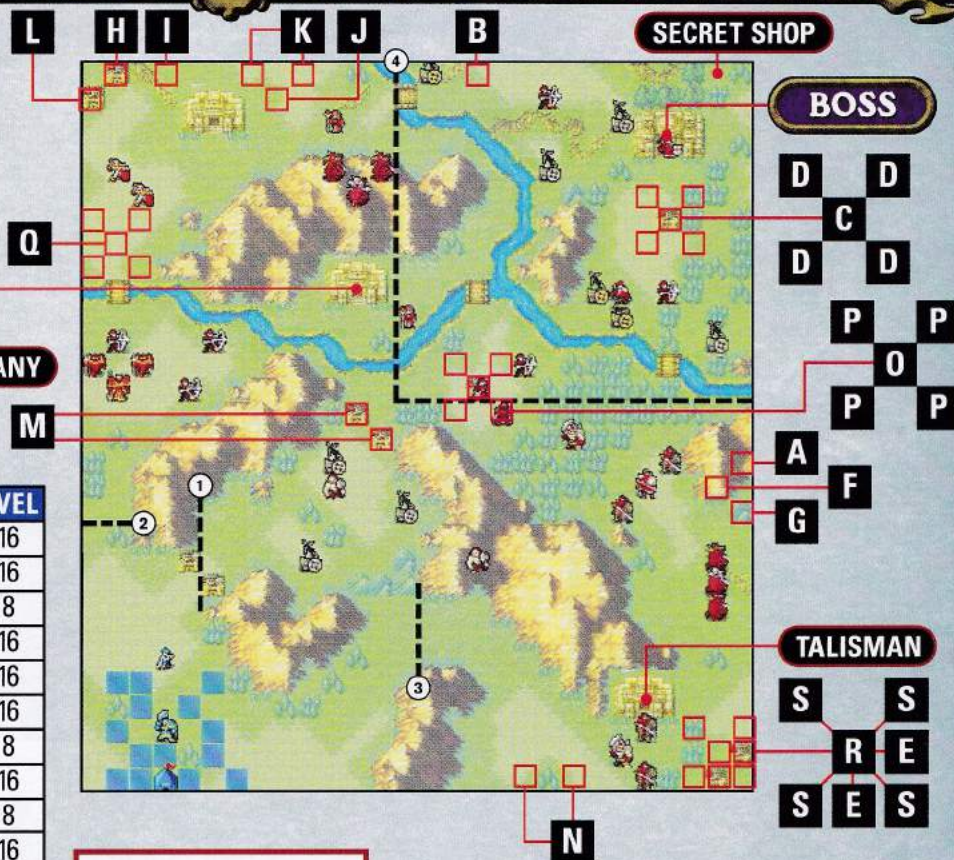 L H I K J B SECRET SHOP
4
BOSS
D D
C
D D
Q
P P
O
P P
ANY
M
A
F
G
1
2
VEL
16
16
8
16
16
16
8
16
8
16
3
TALISMAN
S S
R E
S E S
N